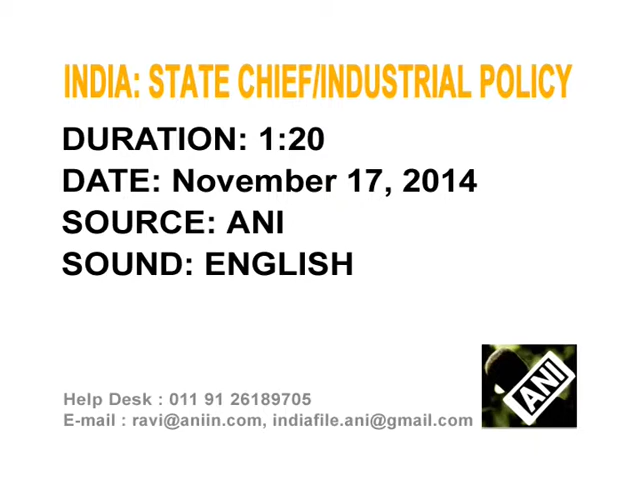 INDIA: STATE CHIEF/INDUSTRIAL POLICY
DURATION: 1:20
DATE: November 17, 2014
SOURCE: ANI
SOUND: ENGLISH
ANI
Help Desk : 011 91 26189705
E-mail : ravi@aniin.com, indiafile.ani@gmail.com